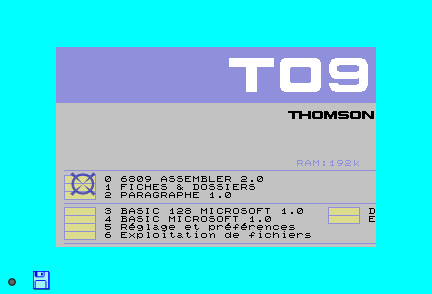 TO9
THOMSON
RAM:192k
0 6809 ASSEMBLER 2.0
1 FICHES & DOSSIERS
2 PARAGRAPHE 1.0
3 BASIC 128 MICROSOFT 1.0
D
4 BASIC MICROSOFT 1.0
E
5 Réglage et préférences
6 Exploitation de fichiers